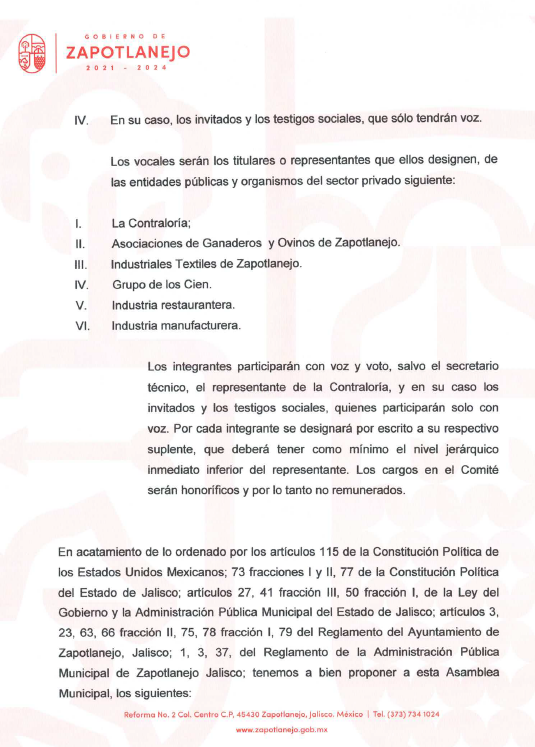 GOBIERNO DE
ZAPOTLANEJO
2021 - 2024
IV. En su caso, los invitados y los testigos sociales, que sólo tendrán voz.
Los vocales serán los titulares o representantes que ellos designen, de
las entidades públicas y organismos del sector privado siguiente:
I. La Contraloría;
II. Asociaciones de Ganaderos y Ovinos de Zapotlanejo.
III. Industriales Textiles de Zapotlanejo.
IV. Grupo de los Cien.
V. Industria restaurantera.
VI. Industria manufacturera.
Los integrantes participarán con voz y voto, salvo el secretario
técnico, el representante de la Contraloría, y en su caso los
invitados y los testigos sociales, quienes participarán solo con
voz. Por cada integrante se designará por escrito a su respectivo
suplente, que deberá tener como mínimo el nivel jerárquico
inmediato inferior del representante. Los cargos en el Comité
serán honoríficos y por lo tanto no remunerados.
En acatamiento de lo ordenado por los artículos 115 de la Constitución Política de
los Estados Unidos Mexicanos; 73 fracciones I y II, 77 de la Constitución Política
del Estado de Jalisco; artículos 27, 41 fracción III, 50 fracción I, de la Ley del
Gobierno y la Administración Pública Municipal del Estado de Jalisco; artículos 3,
23, 63, 66 fracción II, 75, 78 fracción I, 79 del Reglamento del Ayuntamiento de
Zapotlanejo, Jalisco; 1, 3, 37, del Reglamento de la Administración Pública
Municipal de Zapotlanejo Jalisco; tenemos a bien proponer a esta Asamblea
Municipal, los siguientes:
Reforma No. 2 Col. Centro C.P, 45430 Zapotlanejo, Jalisco. México | Tel. (373) 734 1024
www.zapotlanejo.gob.mx